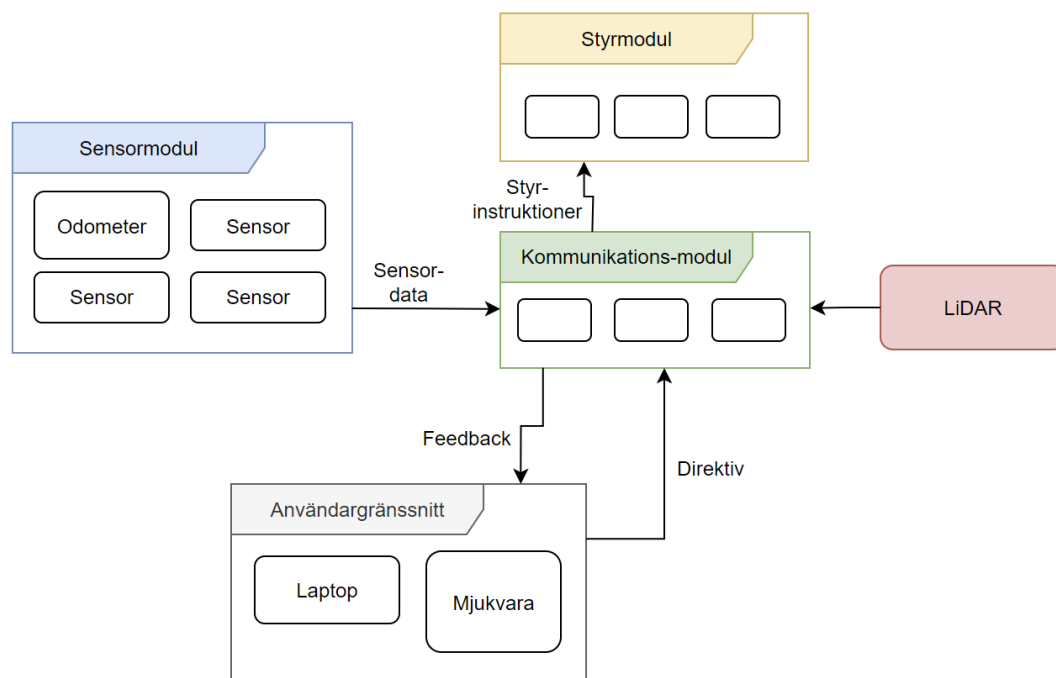 Styrmodul
Sensormodul
Odometer
Sensor
Sensor
Sensor
Styr-
instruktioner
Kommunikations-modul
Sensor-
data
LiDAR
Feedback
Direktiv
Användargränssnitt
Laptop
Mjukvara